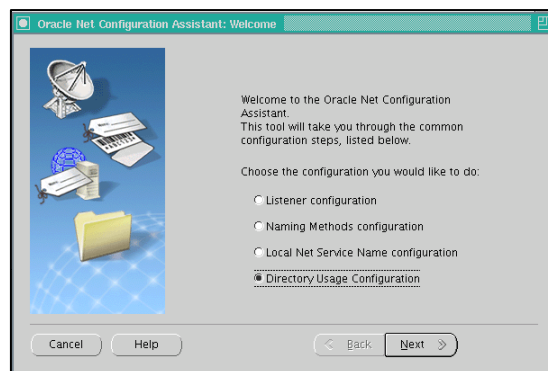 Oracle Net Configuration Assistant: Welcome
Welcome to the Oracle Net Configuration
Assistant.
This tool will take you through the common
configuration steps, listed below.
Choose the configuration you would like to do:
Listener configuration
Naming Methods configuration
Local Net Service Name configuration
Directory Usage Configuration
Cancel
Help
Back
Next